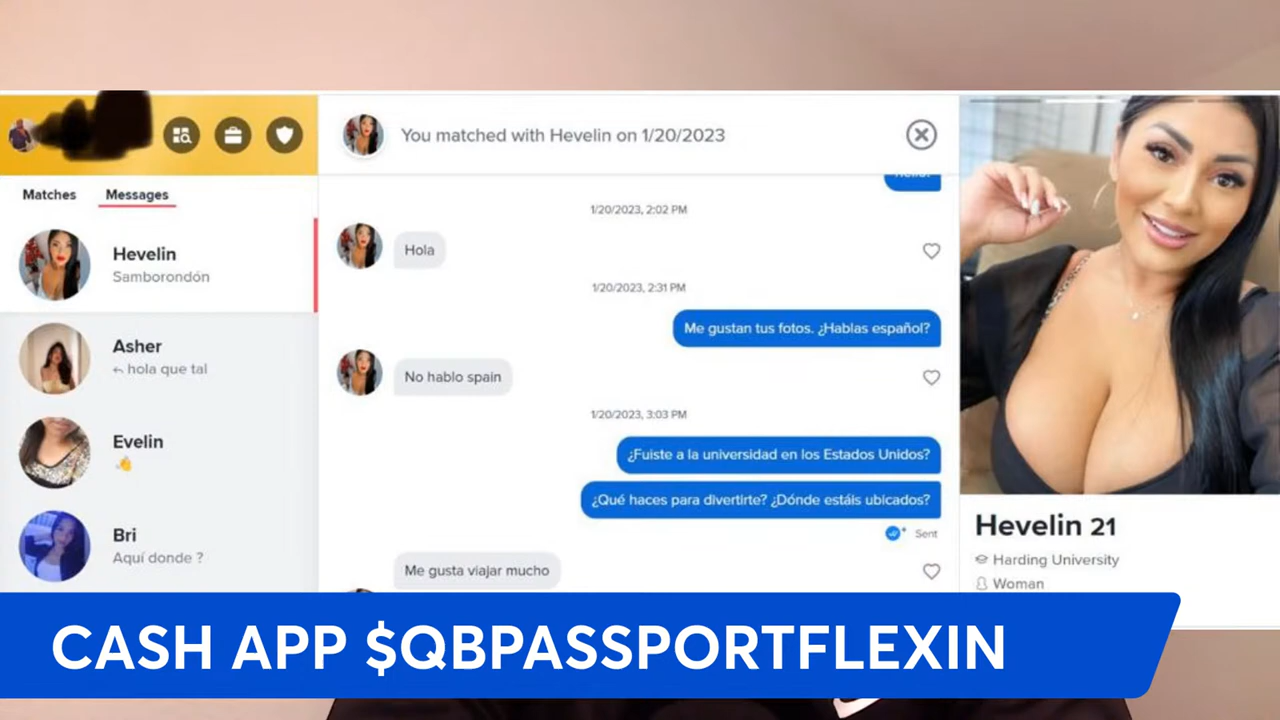 Matches Messages
Hevelin
Samborondón
Asher
hola que tal
Evelin
Bri
Aquí donde ?
You matched with Hevelin on 1/20/2023
1/20/2023, 2:02 PM
Hola
1/20/2023, 2:31 PM
Me gustan tus fotos. ¿Hablas español?
No hablo spain
1/20/2023, 3:03 PM
¿Fuiste a la universidad en los Estados Unidos?
¿Qué haces para divertirte? ¿Dónde estáis ubicados?
Sent
Me gusta viajar mucho
Hevelin 21
Harding University
Woman
CASH APP $QBPASSPORTFLEXIN